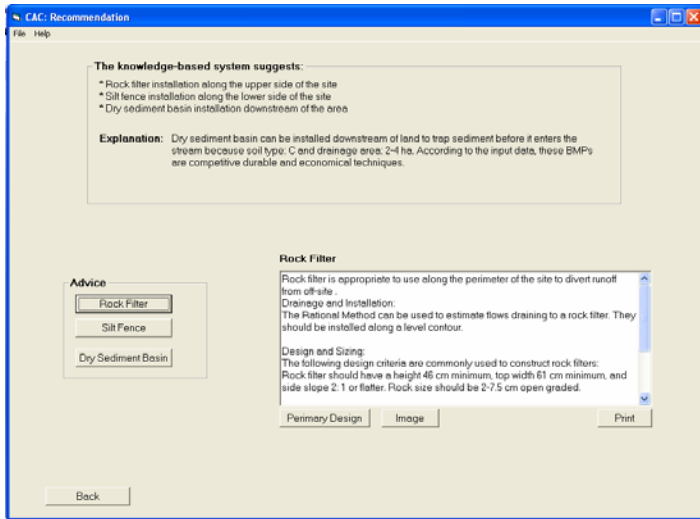 CAC: Recommendation
File Help
The knowledge-based system suggests:
* Rock filter installation along the upper side of the site
* Silt fence installation along the lower side of the site
* Dry sediment basin installation downstream of the area
Explanation: Dry sediment basin can be installed downstream of land to trap sediment before it enters the
stream because soil type: C and drainage area: 2-4 ha. According to the input data, these BMPs
are competitive durable and economical techniques.
Advice
Rock Filter
Silt Fence
Dry Sediment Basin
Rock Filter
Rock filter is appropriate to use along the perimeter of the site to divert runoff
from off-site .
Drainage and Installation:
The Rational Method can be used to estimate flows draining to a rock filter. They
should be installed along a level contour.
Design and Sizing:
The following design criteria are commonly used to construct rock filters:
Rock filter should have a height 46 cm minimum, top width 61 cm minimum, and
side slope 2: 1 or flatter. Rock size should be 2-7.5 cm open graded.
Perimary Design
Image
Print
Back